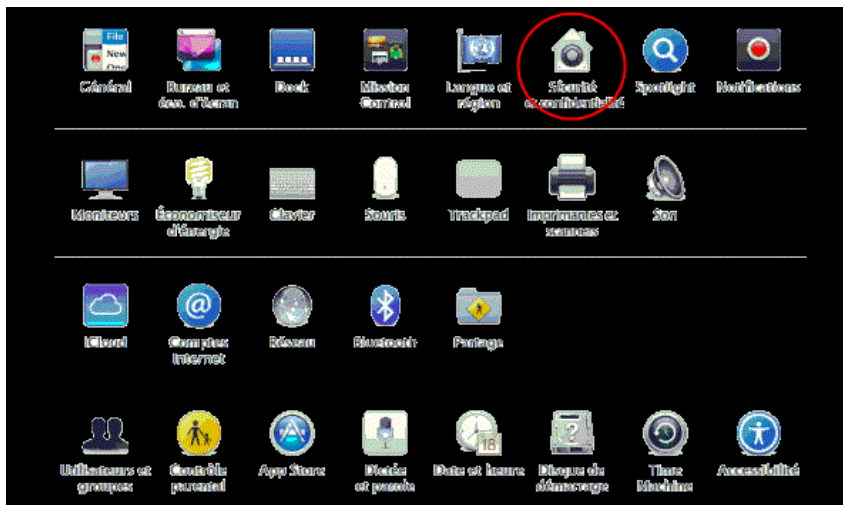 File
New
Général
Bureau et
éco. d'écran
Dock
Mission
Control
Langue et
région
Sécurité
et confidentialité
Spotlight
Notifications
Moniteurs
Économiseur
d'énergie
Clavier
Souris
Trackpad
Imprimantes et
scanners
Son
iCloud
@
Comptes
Internet
Réseau
Bluetooth
Partage
Utilisateurs et
groupes
Contrôle
parental
App Store
Dictée
et parole
18
Date et heure
?
Disque de
démarrage
Time
Machine
Accessibilité